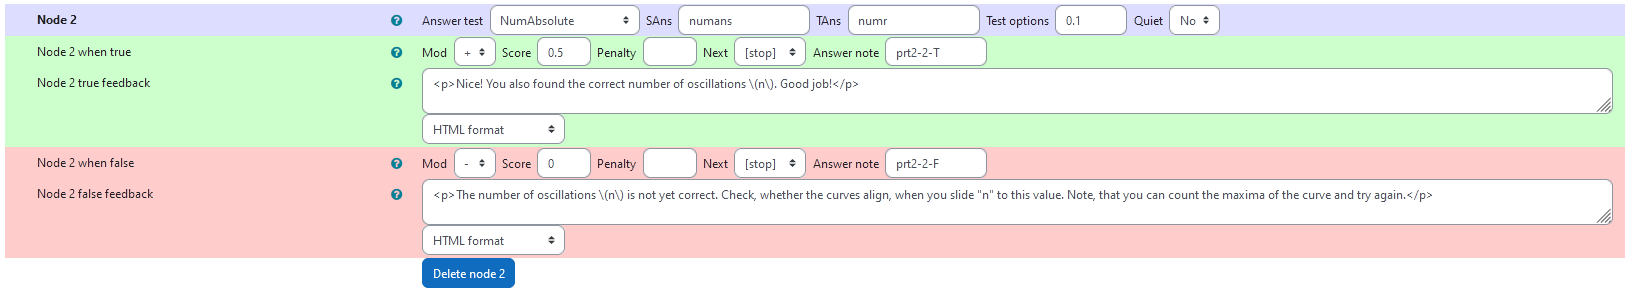 Node 2 Answer test NumAbsolute SAns numans TAns numr Test options 0.1 Quiet No
Node 2 when true Mod + Score 0.5 Penalty Next [stop] Answer note prt2-2-T
Node 2 true feedback <p>Nice! You also found the correct number of oscillations \(n\). Good job!</p>
HTML format
Node 2 when false Mod - Score 0 Penalty Next [stop] Answer note prt2-2-F
Node 2 false feedback <p>The number of oscillations \(n\) is not yet correct. Check, whether the curves align, when you slide "n" to this value. Note, that you can count the maxima of the curve and try again.</p>
HTML format
Delete node 2